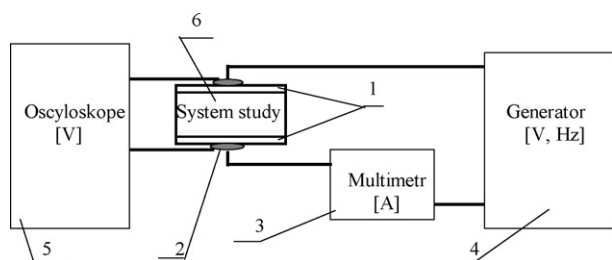 6
1
Oscyloskope
[V]
System study
Generator
[V, Hz]
Multimetr
[A]
5
2
3
4